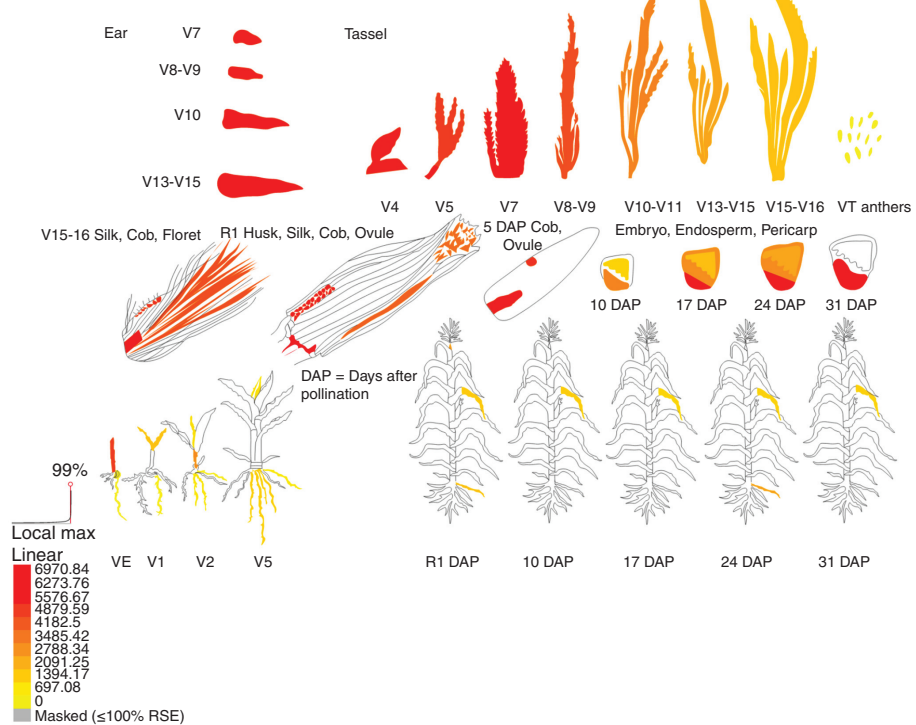 Ear
V7
V8-V9
V10
V13-V15
Tassel
V4
V5
V7
V8-V9
V10-V11
V13-V15
V15-V16
VT anthers
V15-16 Silk, Cob, Floret
R1 Husk, Silk, Cob, Ovule
5 DAP Cob,
Ovule
Embryo, Endosperm, Pericarp
10 DAP
17 DAP
24 DAP
31 DAP
DAP = Days after
pollination
99%
Local max
Linear
VE
V1
V2
V5
R1 DAP
10 DAP
17 DAP
24 DAP
31 DAP
6970.84
6273.76
5576.67
4879.59
4182.5
3485.42
2788.34
2091.25
1394.17
697.08
0
Masked (≤100% RSE)